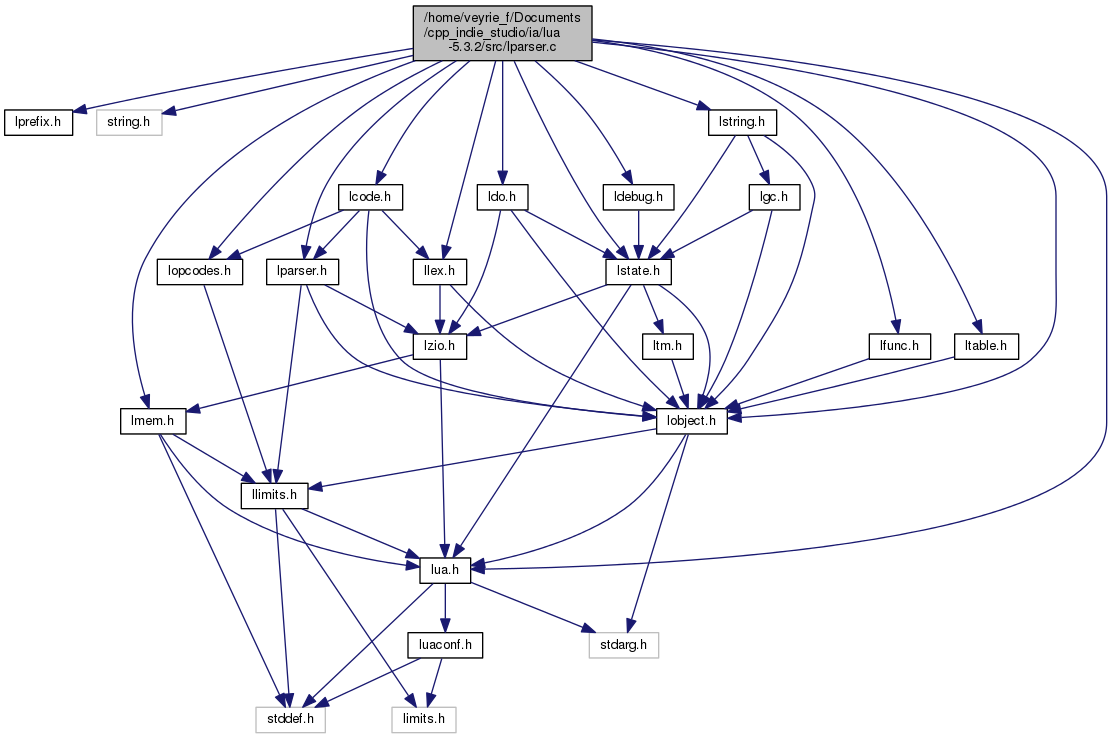 /home/veyrie_f/Documents
/cpp_indie_studio/ia/lua
-5.3.2/src/lparser.c
lprefix.h
string.h
lstring.h
lcode.h
ldo.h
ldebug.h
lgc.h
lopcodes.h
lparser.h
llex.h
lstate.h
lzio.h
ltm.h
lfunc.h
ltable.h
lmem.h
lobject.h
llimits.h
lua.h
luaconf.h
stdarg.h
stddef.h
limits.h